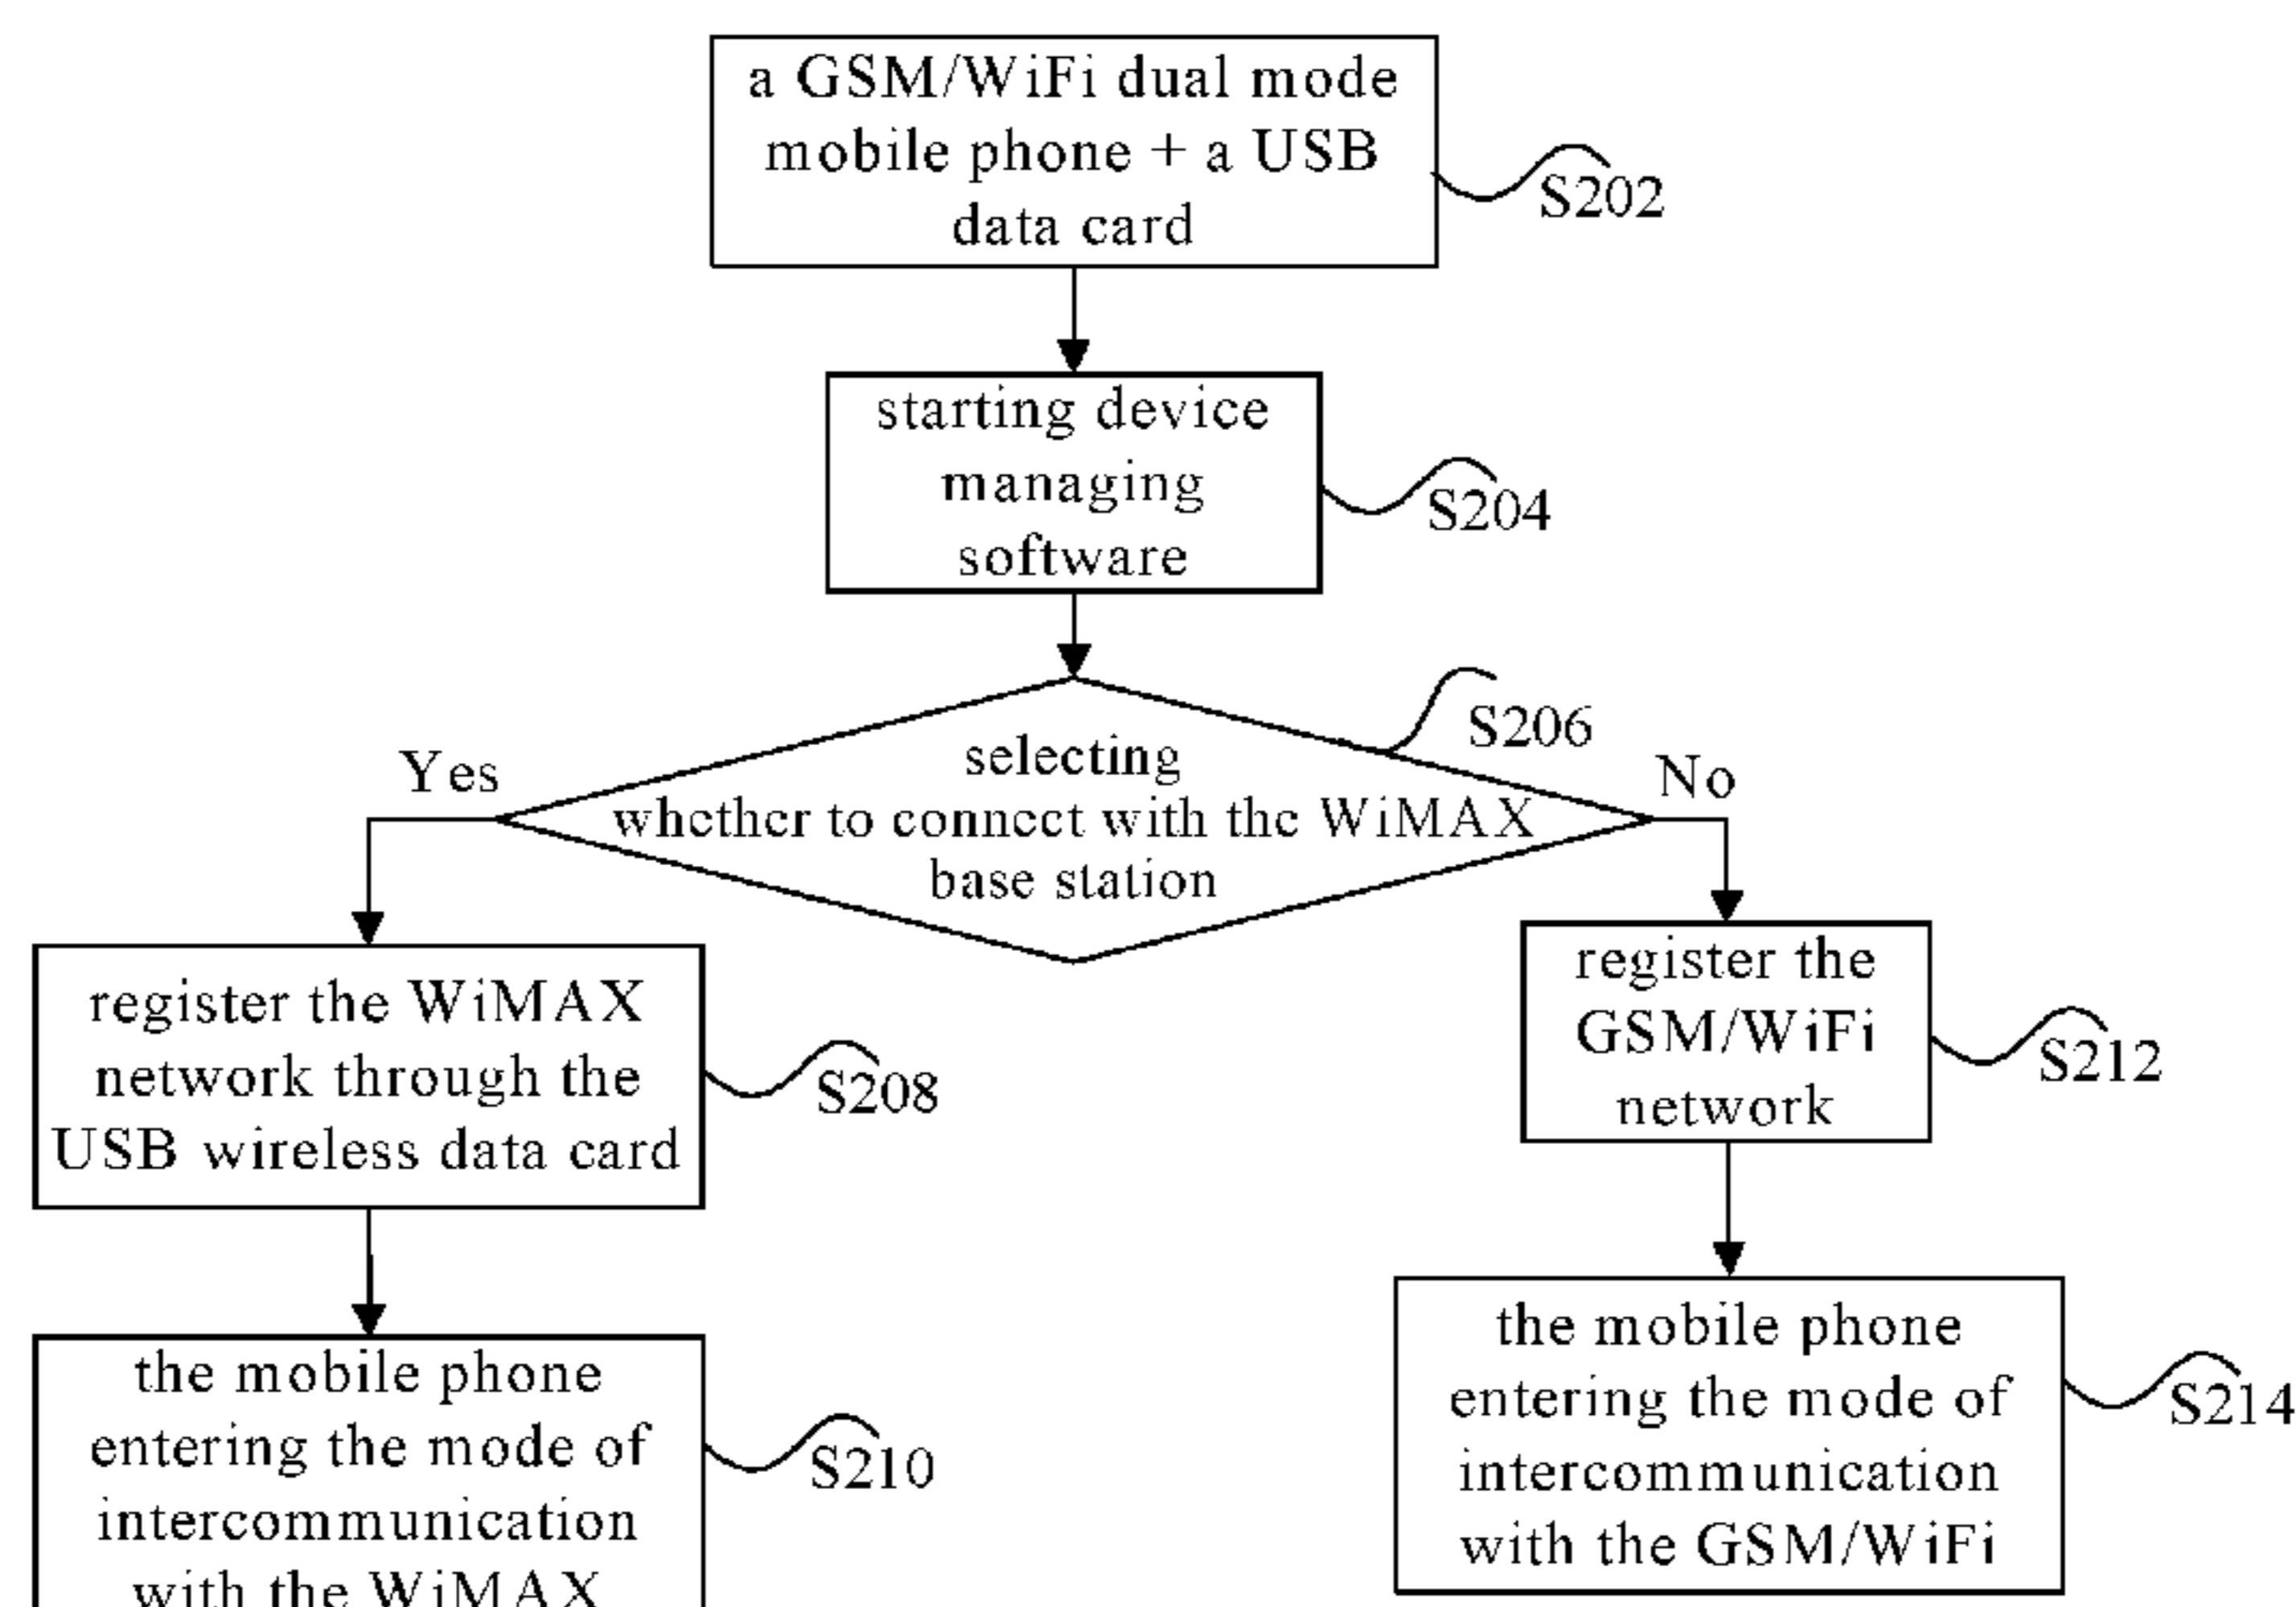 a GSM/WiFi dual mode
mobile phone + a USB
data card
S202
starting device
managing
software
S204
selecting
whether to connect with the WiMAX
base station
S206
Yes
No
register the WiMAX
network through the
USB wireless data card
S208
register the
GSM/WiFi
network
S212
the mobile phone
entering the mode of
intercommunication
with the WiMAX
S210
the mobile phone
entering the mode of
intercommunication
with the GSM/WiFi
S214